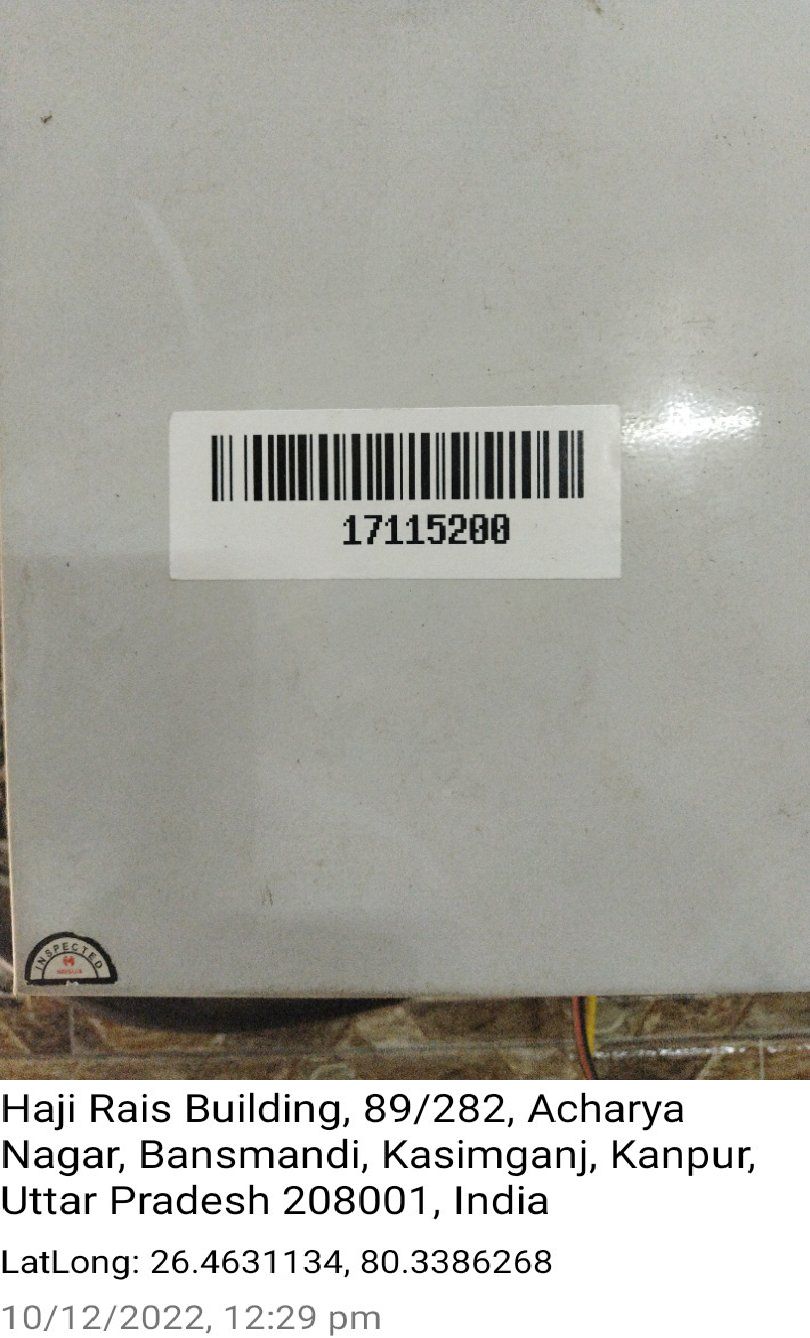 17115200
INSPECTED
Haji Rais Building, 89/282, Acharya
Nagar, Bansmandi, Kasimganj, Kanpur,
Uttar Pradesh 208001, India
LatLong: 26.4631134, 80.3386268
10/12/2022, 12:29 pm